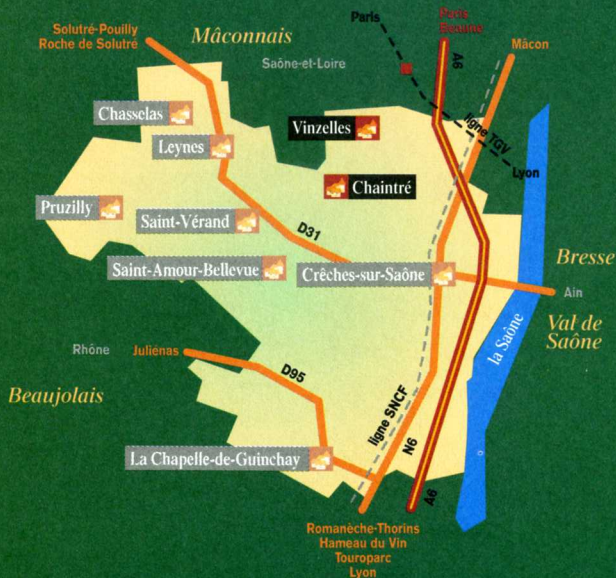 Paris
Paris
Beaune
Solutré-Pouilly
Roche de Solutré
Mâconnais
Mâcon
Saône-et-Loire
A6
Chasselas
Vinzelles
ligne TGV
Leynes
Lyon
Chaintré
Pruzilly
Saint-Vérand
D31
Bresse
Saint-Amour-Bellevue
Crêches-sur-Saône
Ain
Val de
Saône
la Saône
Rhône
Juliénas
D95
Beaujolais
ligne SNCF
N6
La Chapelle-de-Guinchay
A6
Romanèche-Thorins
Hameau du Vin
Touroparc
Lyon